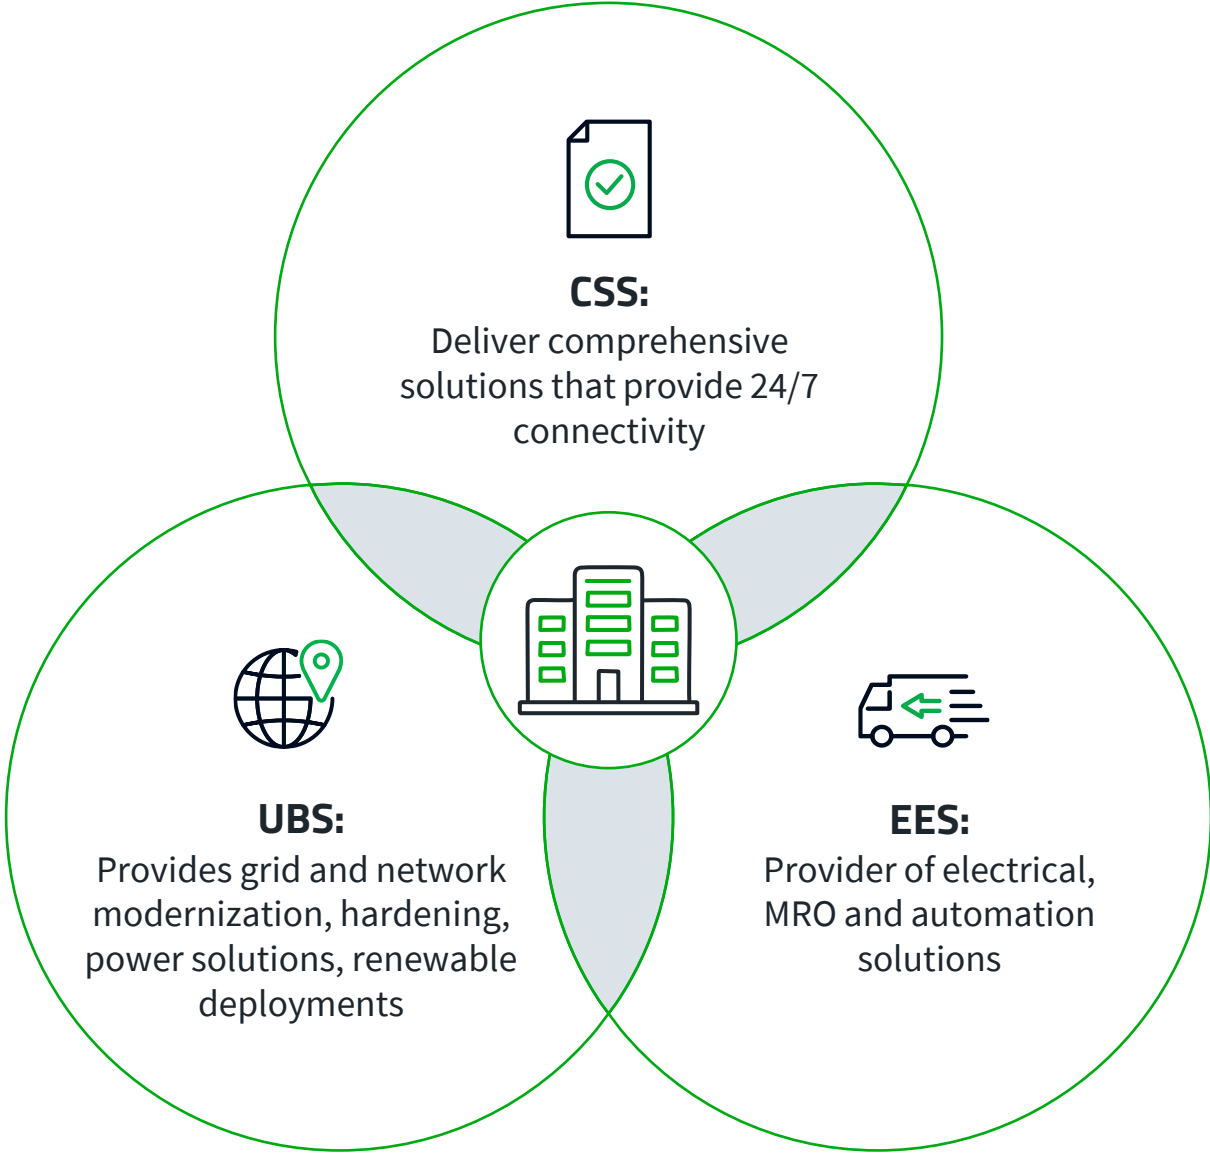 CSS:
Deliver comprehensive
solutions that provide 24/7
connectivity
UBS:
Provides grid and network
modernization, hardening,
power solutions, renewable
deployments
EES:
Provider of electrical,
MRO and automation
solutions